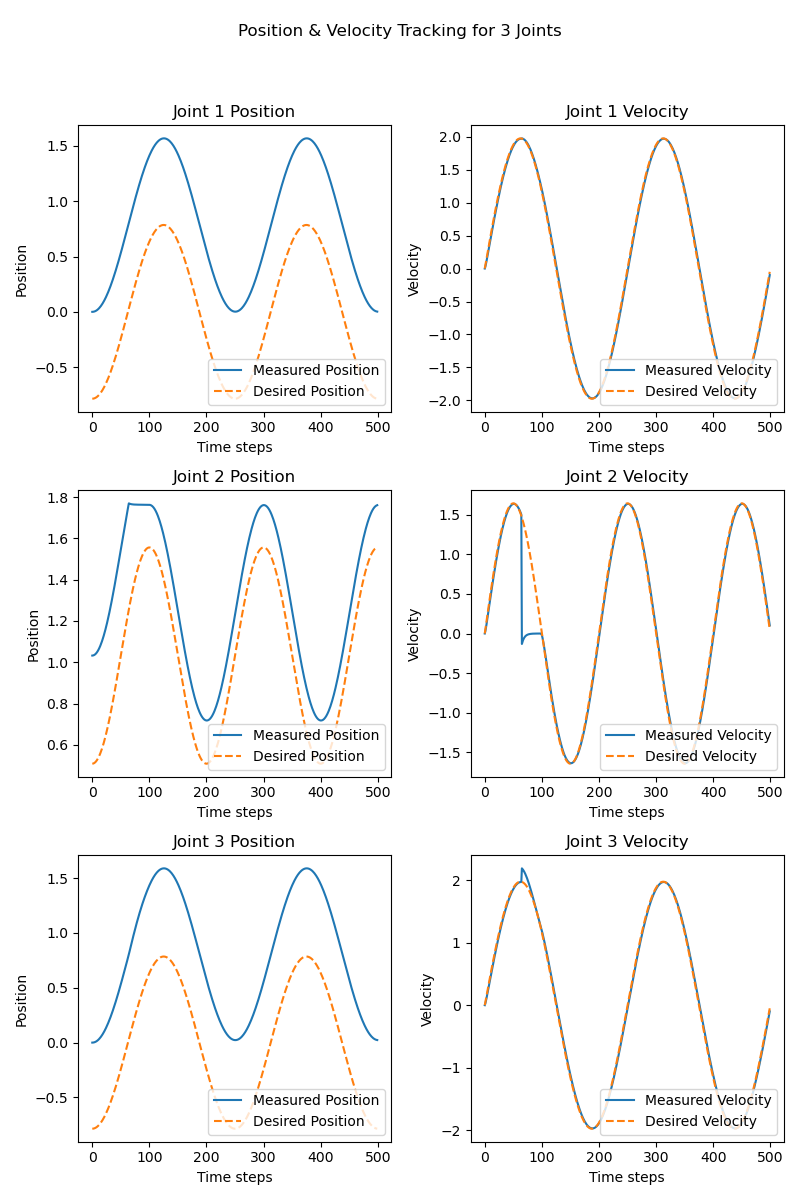 Position & Velocity Tracking for 3 Joints
Joint 1 Position
1.5
1.0
0.5
0.0
−0.5
Position
Measured Position
Desired Position
0 100 200 300 400 500
Time steps
Joint 1 Velocity
2.0
1.5
1.0
0.5
0.0
−0.5
−1.0
−1.5
−2.0
Velocity
Measured Velocity
Desired Velocity
0 100 200 300 400 500
Time steps
Joint 2 Position
1.8
1.6
1.4
1.2
1.0
0.8
0.6
Position
Measured Position
Desired Position
0 100 200 300 400 500
Time steps
Joint 2 Velocity
1.5
1.0
0.5
0.0
−0.5
−1.0
−1.5
Velocity
Measured Velocity
Desired Velocity
0 100 200 300 400 500
Time steps
Joint 3 Position
1.5
1.0
0.5
0.0
−0.5
Position
Measured Position
Desired Position
0 100 200 300 400 500
Time steps
Joint 3 Velocity
2
1
0
−1
−2
Velocity
Measured Velocity
Desired Velocity
0 100 200 300 400 500
Time steps